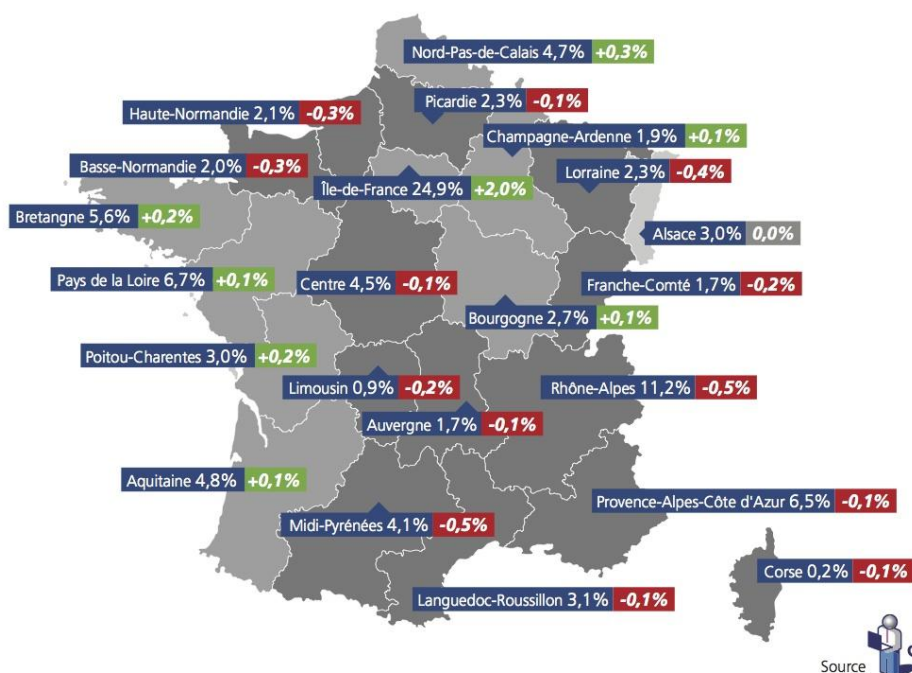 Nord-Pas-de-Calais 4,7% +0,3%
Haute-Normandie 2,1% -0,3%
Picardie 2,3% -0,1%
Champagne-Ardenne 1,9% +0,1%
Basse-Normandie 2,0% -0,3%
Lorraine 2,3% -0,4%
Île-de-France 24,9% +2,0%
Bretangne 5,6% +0,2%
Alsace 3,0% 0,0%
Pays de la Loire 6,7% +0,1%
Centre 4,5% -0,1%
Franche-Comté 1,7% -0,2%
Bourgogne 2,7% +0,1%
Poitou-Charentes 3,0% +0,2%
Limousin 0,9% -0,2%
Rhône-Alpes 11,2% -0,5%
Auvergne 1,7% -0,1%
Aquitaine 4,8% +0,1%
Provence-Alpes-Côte d'Azur 6,5% -0,1%
Midi-Pyrénées 4,1% -0,5%
Corse 0,2% -0,1%
Languedoc-Roussillon 3,1% -0,1%
Source